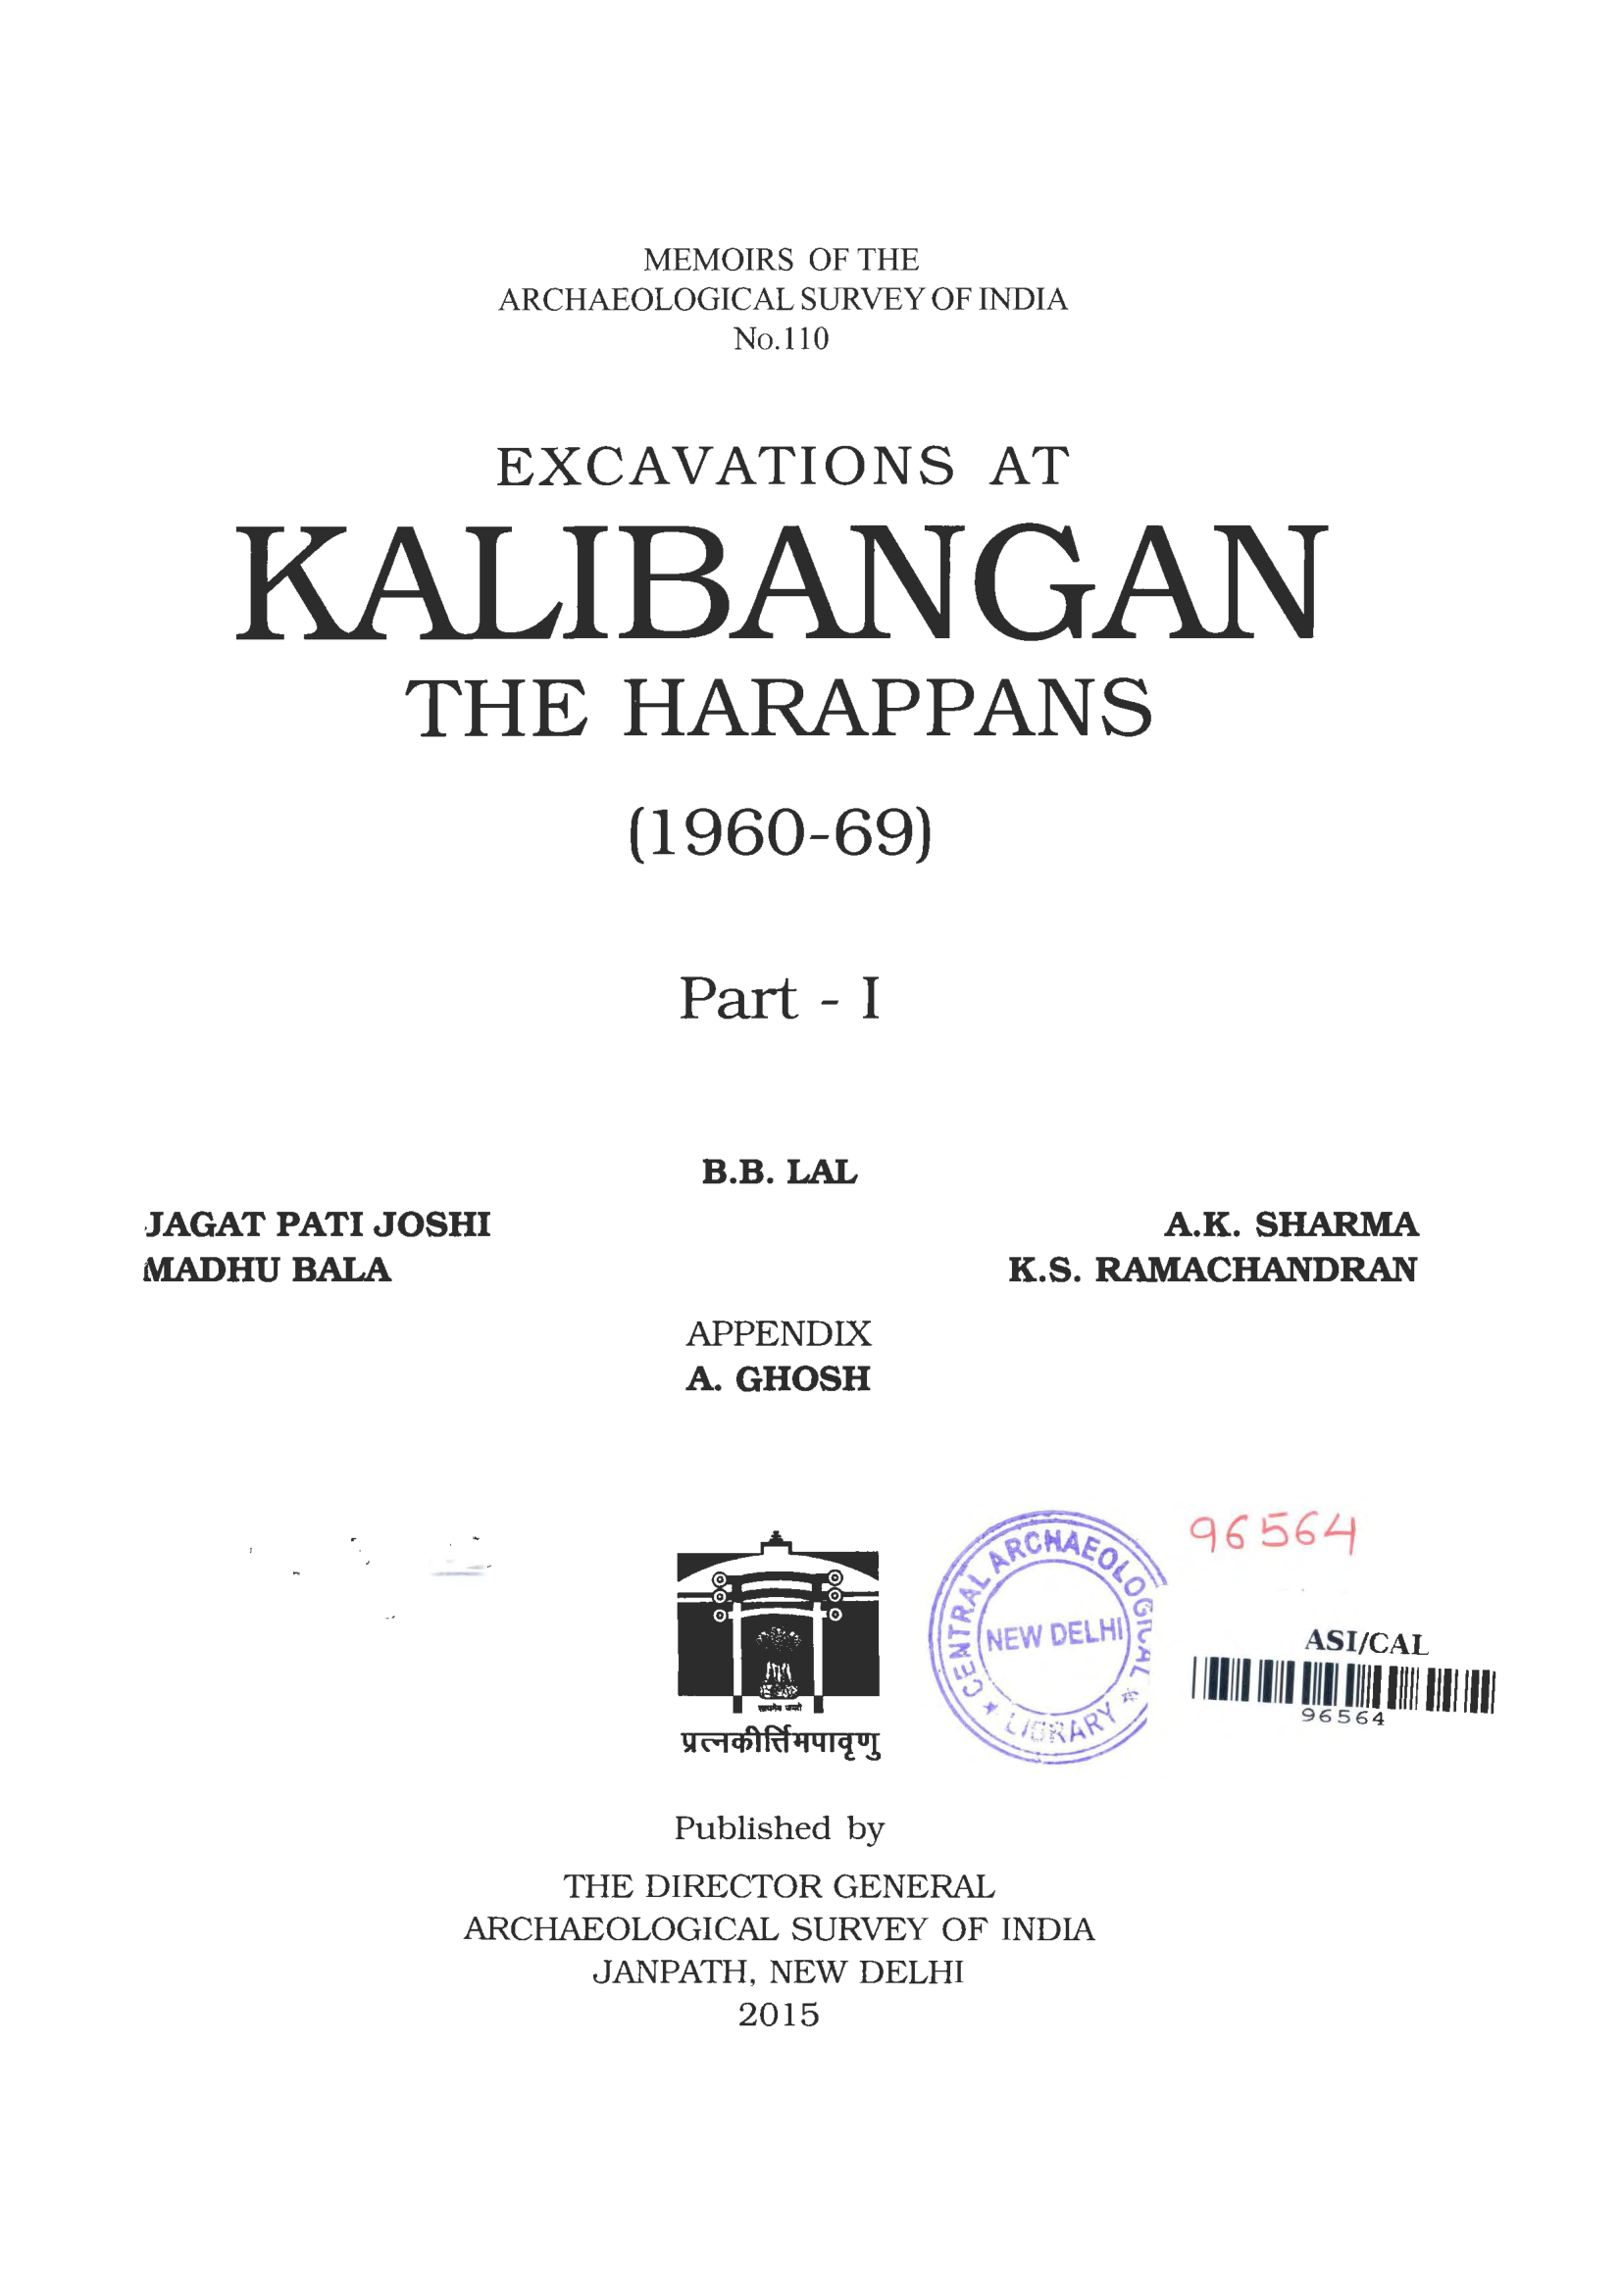 MEMOIRS OF THE
ARCHAEOLOGICAL SURVEY OF INDIA
No.110
EXCAVATIONS AT
KALIBANGAN
THE HARAPPANS
(1960-69)
Part - I
B.B. LAL
JAGAT PATI JOSHI
A.K. SHARMA
MADHU BALA
K.S. RAMACHANDRAN
APPENDIX
A. GHOSH
96564
CENTRAL ARCHAEOLOGICAL
NEW DELHI
* LIBRARY *
ASI/CAL
96564
सत्यमेव जयते
प्रत्नकीर्त्तिमपावृणु
Published by
THE DIRECTOR GENERAL
ARCHAEOLOGICAL SURVEY OF INDIA
JANPATH, NEW DELHI
2015